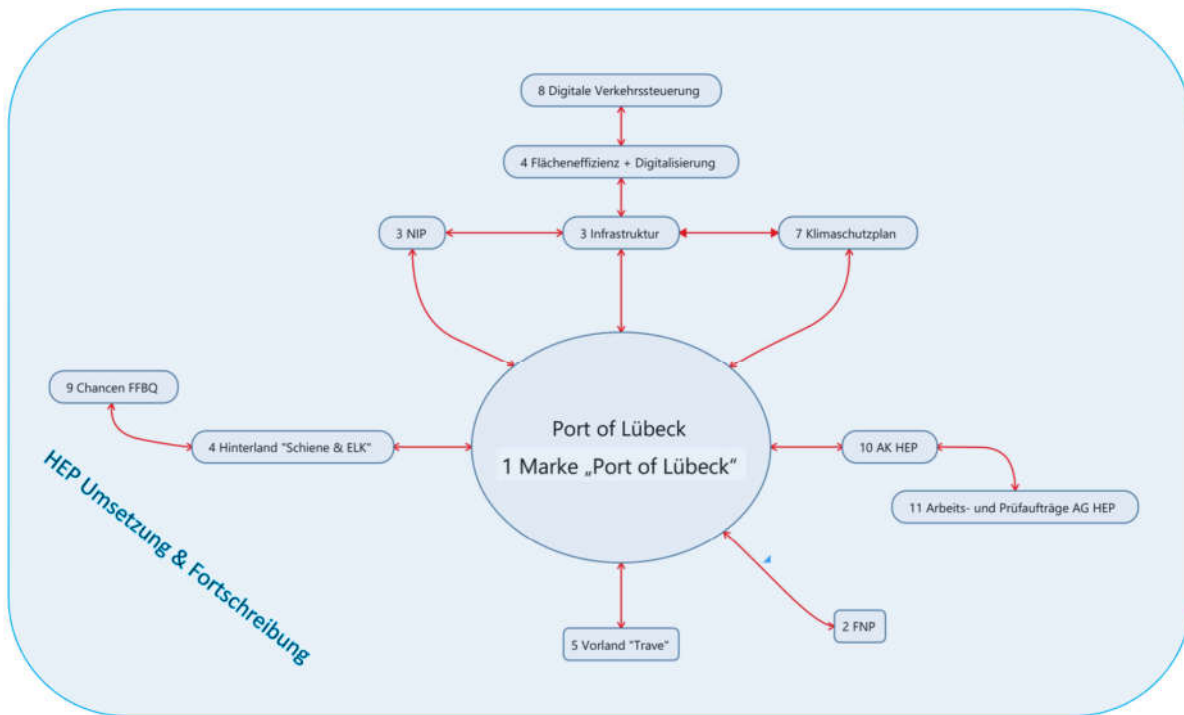 8 Digitale Verkehrssteuerung
4 Flächeneffizienz + Digitalisierung
3 NIP
3 Infrastruktur
7 Klimaschutzplan
9 Chancen FFBQ
4 Hinterland "Schiene & ELK"
Port of Lübeck
1 Marke „Port of Lübeck“
10 AK HEP
11 Arbeits- und Prüfaufträge AG HEP
HEP Umsetzung & Fortschreibung
2 FNP
5 Vorland "Trave"